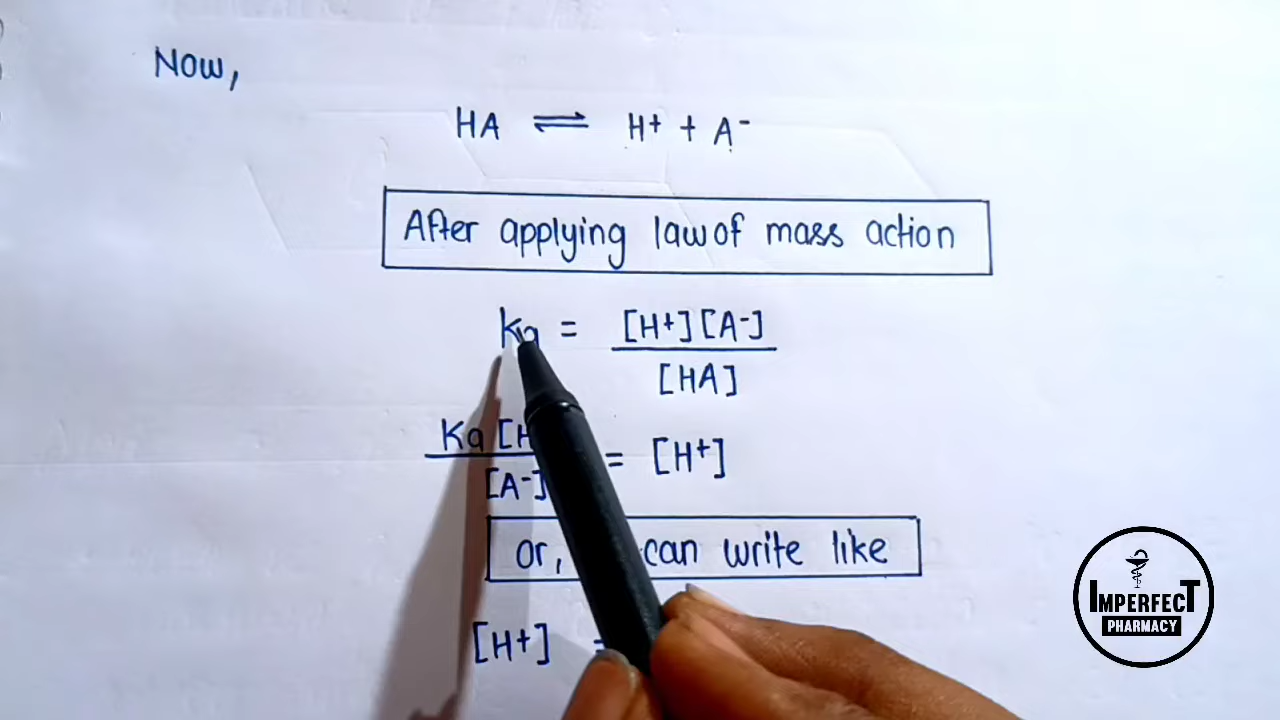 Now,
HA ⇌ H⁺ + A⁻
After applying law of mass action
Ka = [H⁺][A⁻]
[HA]
Ka [H = [H⁺]
[A⁻]
or, can write like
[H⁺] =
IMPERFECT
PHARMACY